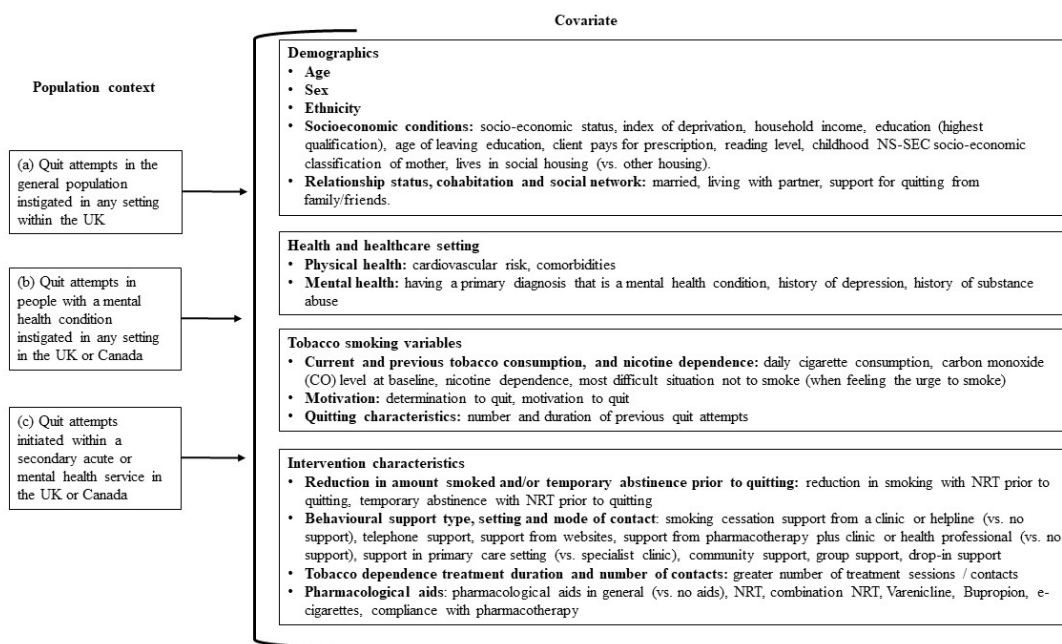 Covariate
Population context
(a) Quit attempts in the
general population
instigated in any setting
within the UK
(b) Quit attempts in
people with a mental
health condition
instigated in any setting
in the UK or Canada
(c) Quit attempts
initiated within a
secondary acute or
mental health service in
the UK or Canada
Demographics
• Age
• Sex
• Ethnicity
• Socioeconomic conditions: socio-economic status, index of deprivation, household income, education (highest
qualification), age of leaving education, client pays for prescription, reading level, childhood NS-SEC socio-economic
classification of mother, lives in social housing (vs. other housing).
• Relationship status, cohabitation and social network: married, living with partner, support for quitting from
family/friends.
Health and healthcare setting
• Physical health: cardiovascular risk, comorbidities
• Mental health: having a primary diagnosis that is a mental health condition, history of depression, history of substance
abuse
Tobacco smoking variables
• Current and previous tobacco consumption, and nicotine dependence: daily cigarette consumption, carbon monoxide
(CO) level at baseline, nicotine dependence, most difficult situation not to smoke (when feeling the urge to smoke)
• Motivation: determination to quit, motivation to quit
• Quitting characteristics: number and duration of previous quit attempts
Intervention characteristics
• Reduction in amount smoked and/or temporary abstinence prior to quitting: reduction in smoking with NRT prior to
quitting, temporary abstinence with NRT prior to quitting
• Behavioural support type, setting and mode of contact: smoking cessation support from a clinic or helpline (vs. no
support), telephone support, support from websites, support from pharmacotherapy plus clinic or health professional (vs. no
support), support in primary care setting (vs. specialist clinic), community support, group support, drop-in support
• Tobacco dependence treatment duration and number of contacts: greater number of treatment sessions / contacts
• Pharmacological aids: pharmacological aids in general (vs. no aids), NRT, combination NRT, Varenicline, Bupropion, e-
cigarettes, compliance with pharmacotherapy